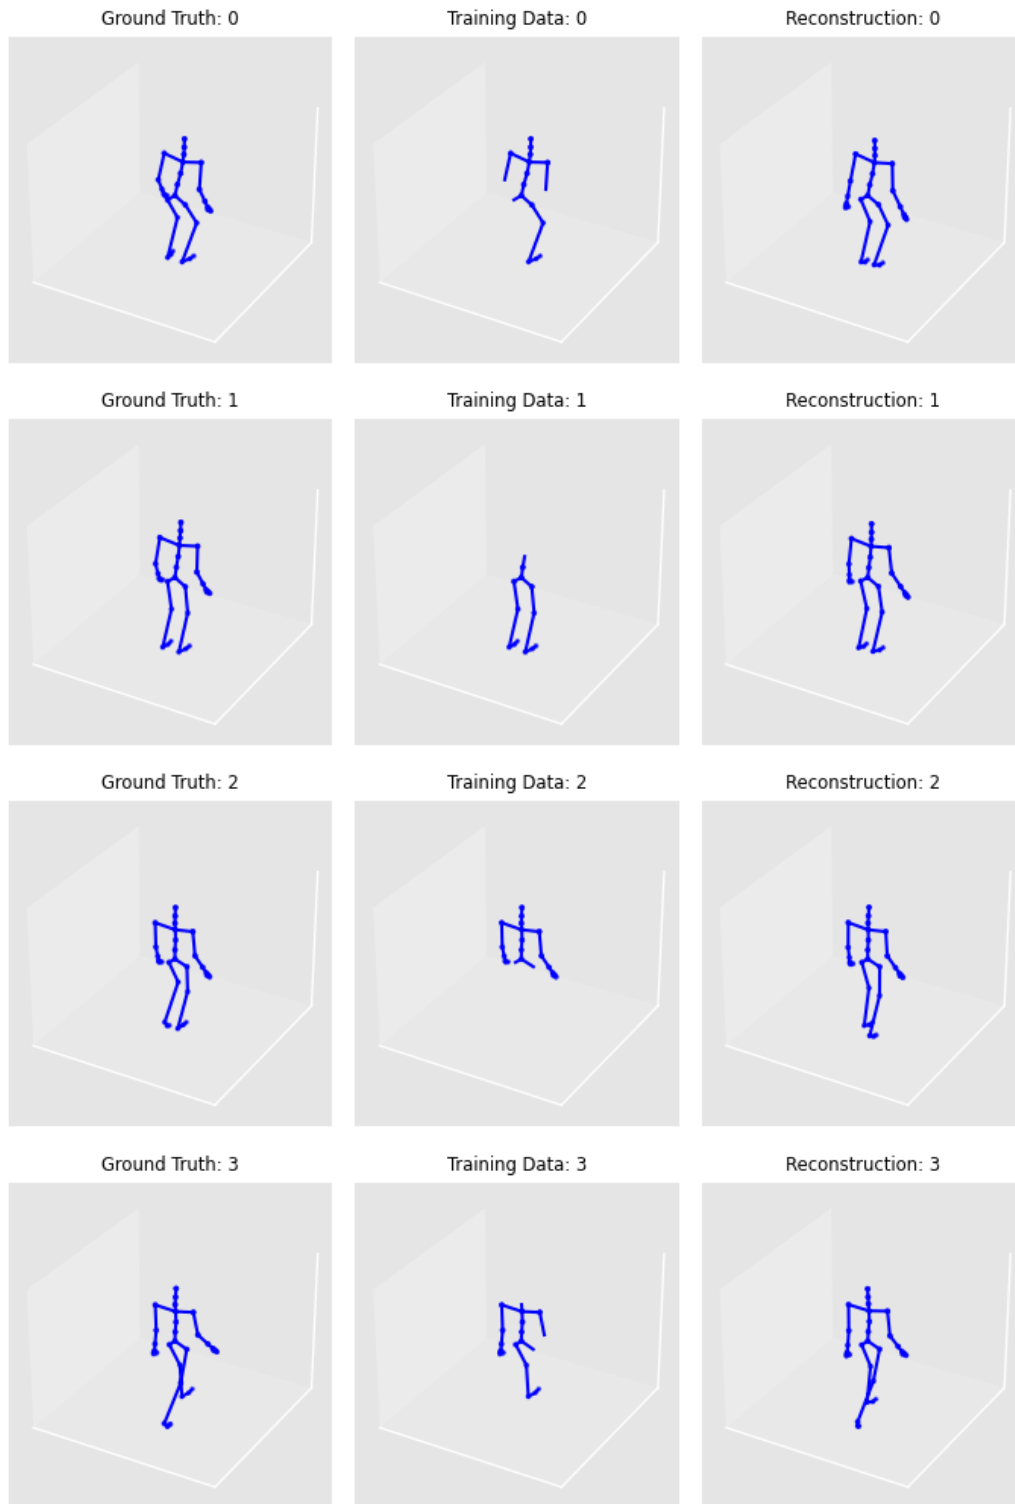 Ground Truth: 0
Training Data: 0
Reconstruction: 0
Ground Truth: 1
Training Data: 1
Reconstruction: 1
Ground Truth: 2
Training Data: 2
Reconstruction: 2
Ground Truth: 3
Training Data: 3
Reconstruction: 3